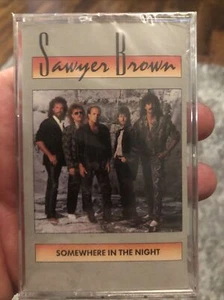 Sawyer Brown
SOMEWHERE IN THE NIGHT